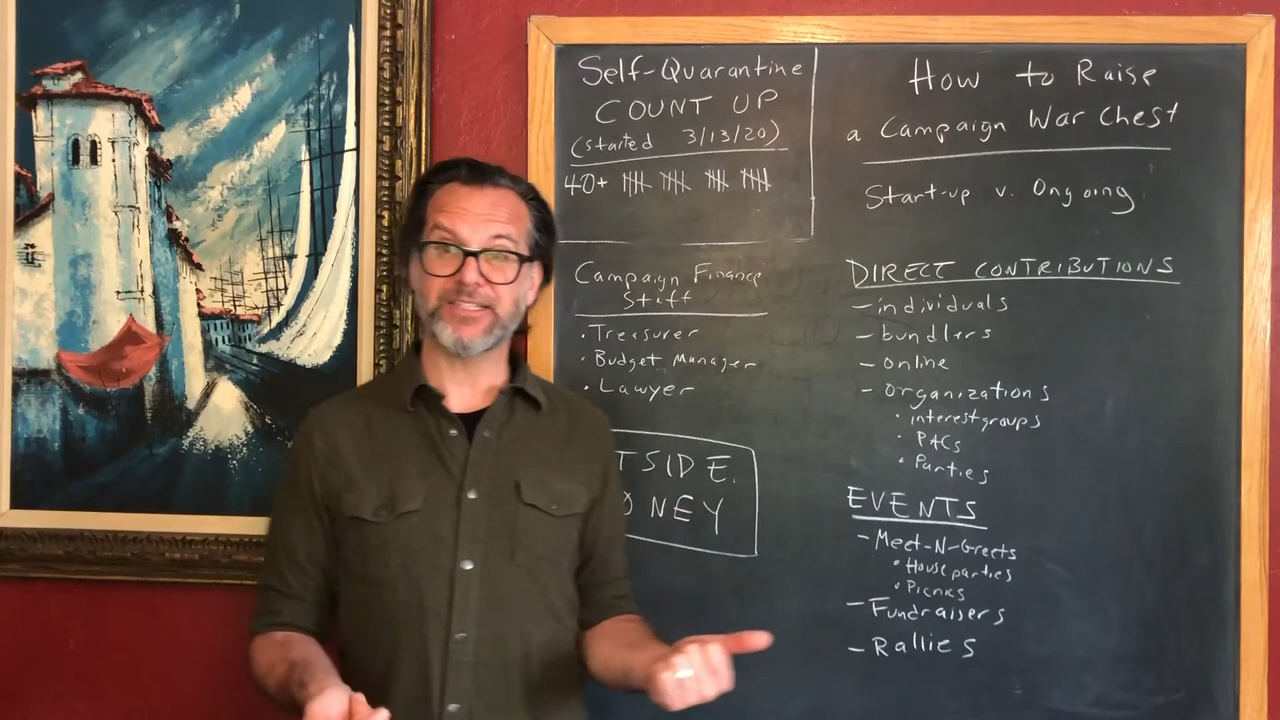 Self-Quarantine
COUNT UP
(started 3/13/20)
40+
Campaign Finance
Staff
• Treasurer
• Budget Manager
• Lawyer
TSIDE.
ONEY
How to Raise
a Campaign War Chest
Start-up v. Ongoing
DIRECT CONTRIBUTIONS
- individuals
- bundlers
- online
- organizations
• interest groups
• PACs
• Parties
EVENTS
- Meet-N-Greets
• House parties
• Picnics
- Fundraisers
- Rallies